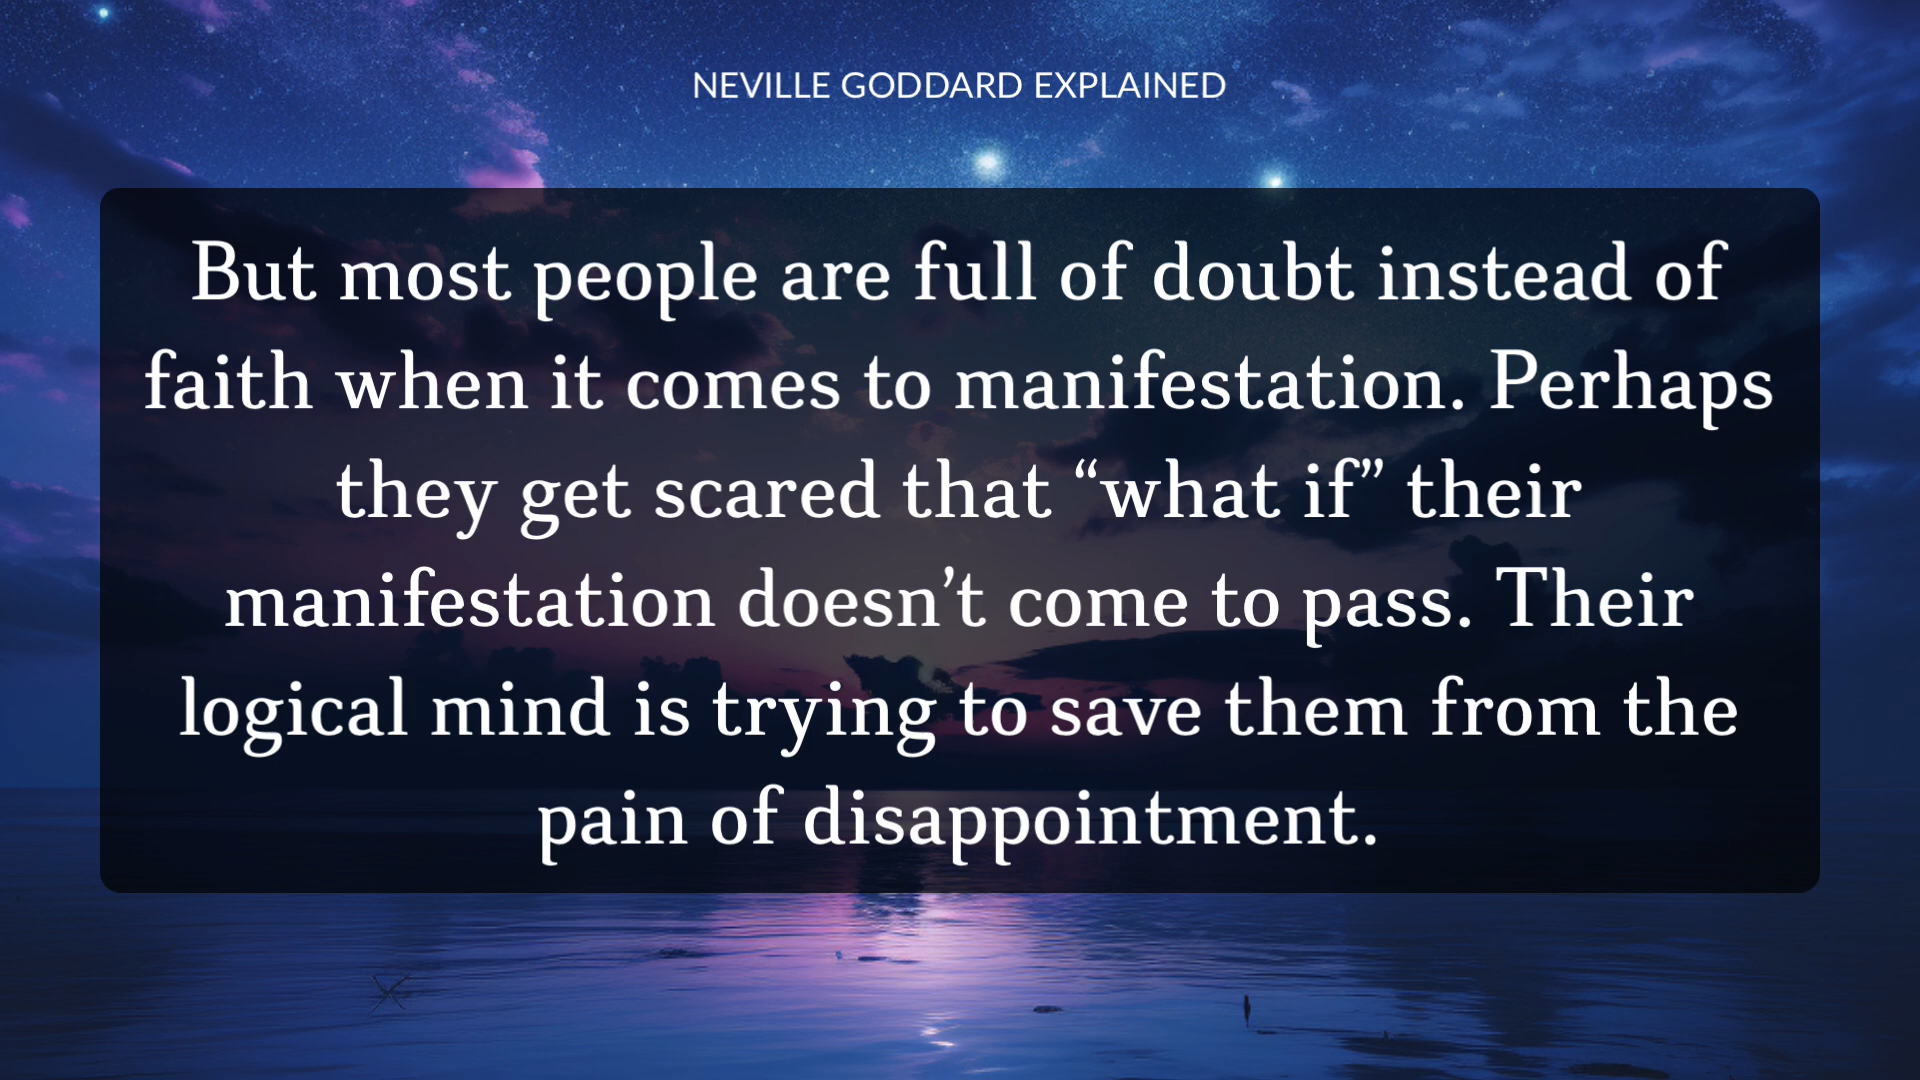 NEVILLE GODDARD EXPLAINED
But most people are full of doubt instead of
faith when it comes to manifestation. Perhaps
they get scared that “what if” their
manifestation doesn’t come to pass. Their
logical mind is trying to save them from the
pain of disappointment.